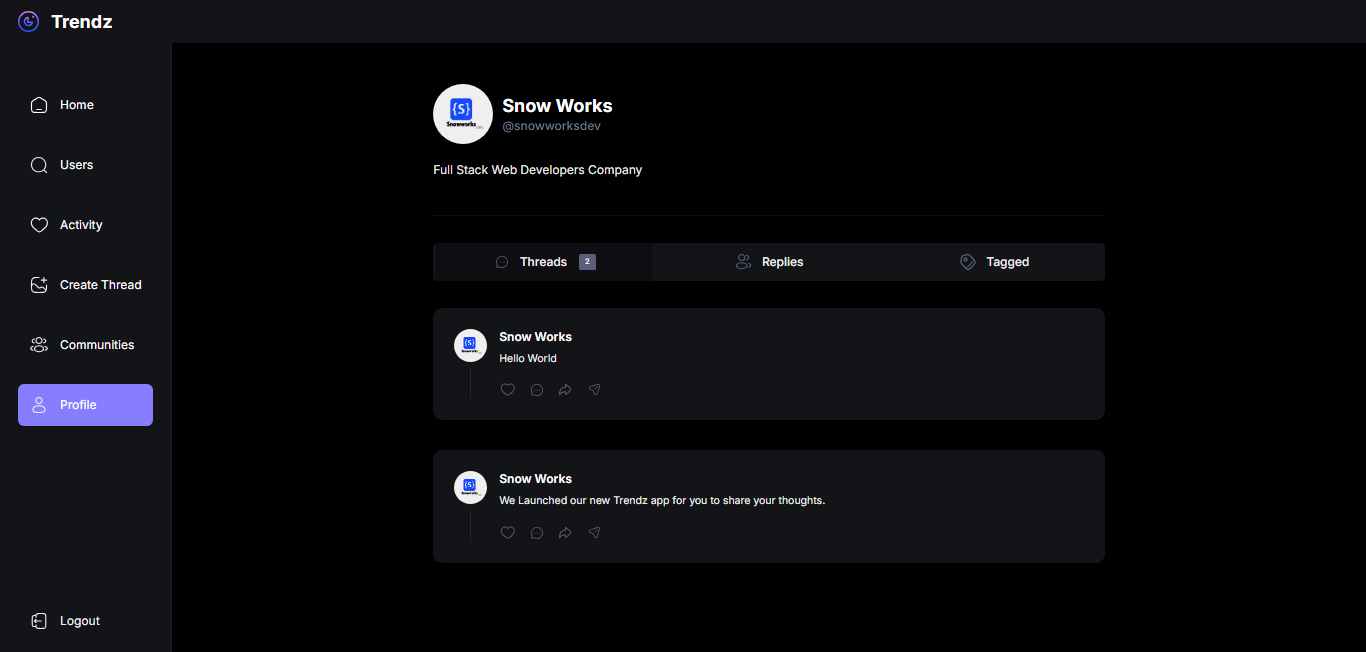 Trendz
Home
Users
Activity
Create Thread
Communities
Profile
Logout
{S}
Snowworks
Snow Works
@snowworksdev
Full Stack Web Developers Company
Threads 2
Replies
Tagged
Snow Works
Hello World
Snow Works
We Launched our new Trendz app for you to share your thoughts.